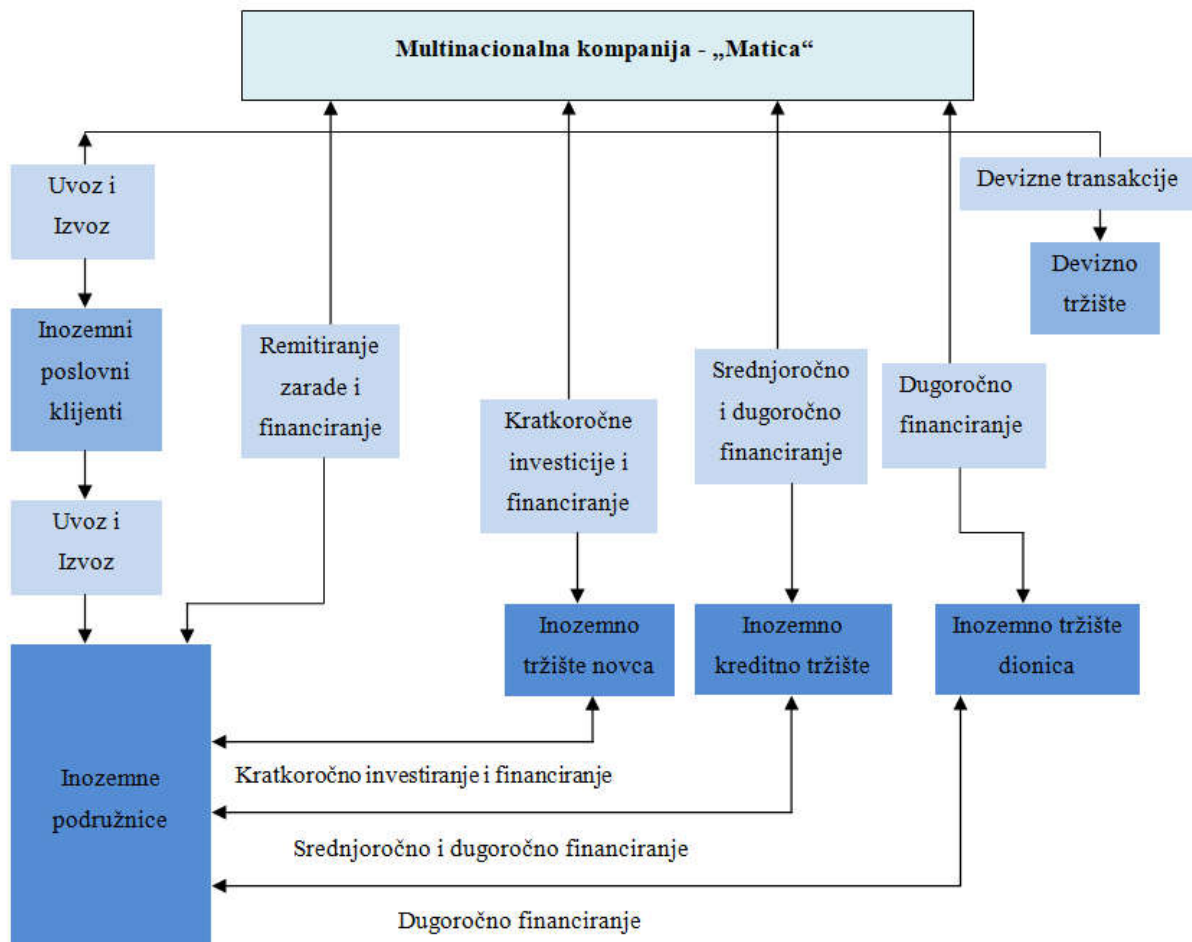 Multinacionalna kompanija - „Matica“
Uvoz i
Izvoz
Devizne transakcije
Devizno
tržište
Inozemni
poslovni
klijenti
Remitiranje
zarade i
financiranje
Kratkoročne
investicije i
financiranje
Srednjoročno
i dugoročno
financiranje
Dugoročno
financiranje
Uvoz i
Izvoz
Inozemno
tržište novca
Inozemno
kreditno tržište
Inozemno tržište
dionica
Inozemne
podružnice
Kratkoročno investiranje i financiranje
Srednjoročno i dugoročno financiranje
Dugoročno financiranje